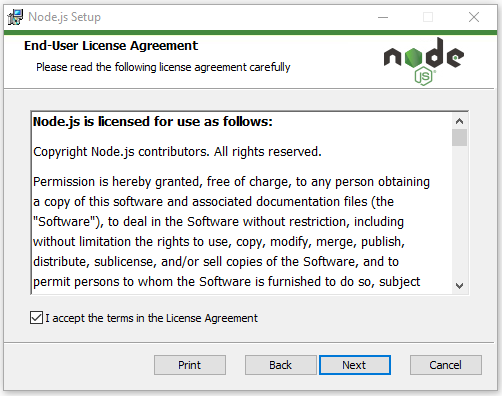 Node.js Setup
End-User License Agreement
Please read the following license agreement carefully
node
JS
Node.js is licensed for use as follows:
Copyright Node.js contributors. All rights reserved.
Permission is hereby granted, free of charge, to any person obtaining
a copy of this software and associated documentation files (the
"Software"), to deal in the Software without restriction, including
without limitation the rights to use, copy, modify, merge, publish,
distribute, sublicense, and/or sell copies of the Software, and to
permit persons to whom the Software is furnished to do so, subject
I accept the terms in the License Agreement
Print Back Next Cancel